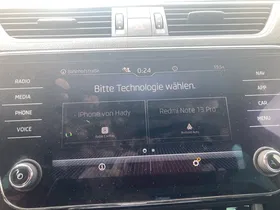 0:24
RADIO
NAV
Bitte Technologie wählen.
MEDIA
APP
iPhone von Hady
Redmi Note 13 Pro
PHONE
CAR
VOICE
MENU